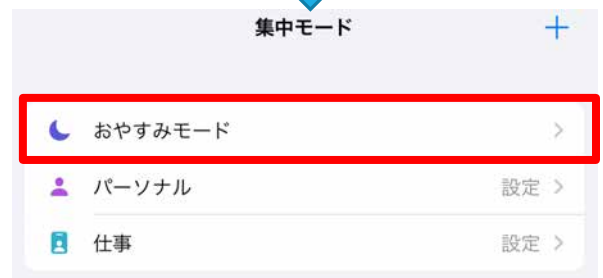 集中モード
おやすみモード
パーソナル 設定
仕事 設定